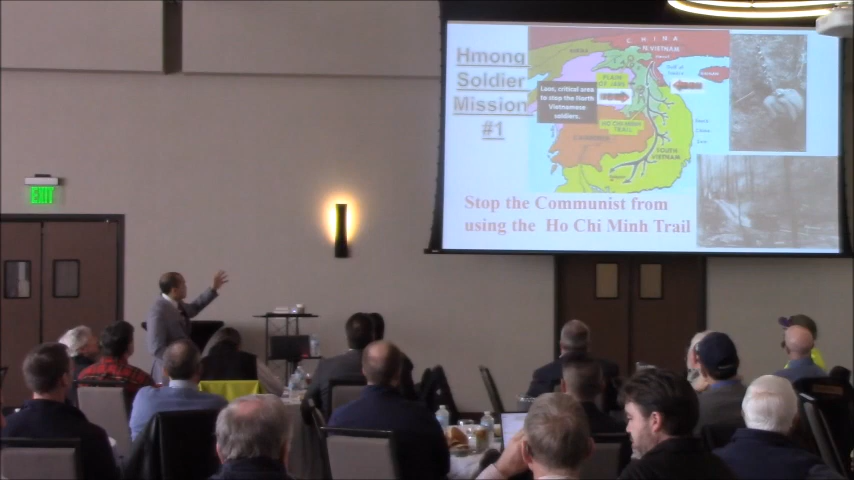 EXIT
Hmong
Soldier
Mission
#1
CHINA
N. VIETNAM
PLAIN
OF JARS
Laos, critical area
to stop the North
Vietnamese
soldiers.
HO CHI MINH
TRAIL
SOUTH
VIETNAM
Stop the Communist from
using the Ho Chi Minh Trail